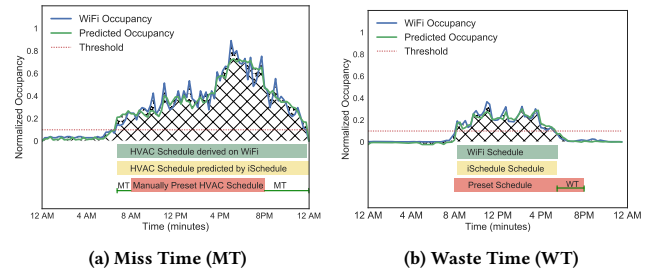 WiFi Occupancy
Predicted Occupancy
Threshold
Normalized Occupancy
1
0.8
0.6
0.4
0.2
0
HVAC Schedule derived on WiFi
HVAC Schedule predicted by iSchedule
MT Manually Preset HVAC Schedule MT
12 AM 4 AM 8 AM 12 PM 4 PM 8PM 12 AM
Time (minutes)
(a) Miss Time (MT)
WiFi Occupancy
Predicted Occupancy
Threshold
Normalized Occupancy
1
0.8
0.6
0.4
0.2
0
WiFi Schedule
iSchedule Schedule
Preset Schedule WT
12 AM 4 AM 8 AM 12 PM 4 PM 8PM 12 AM
Time (minutes)
(b) Waste Time (WT)